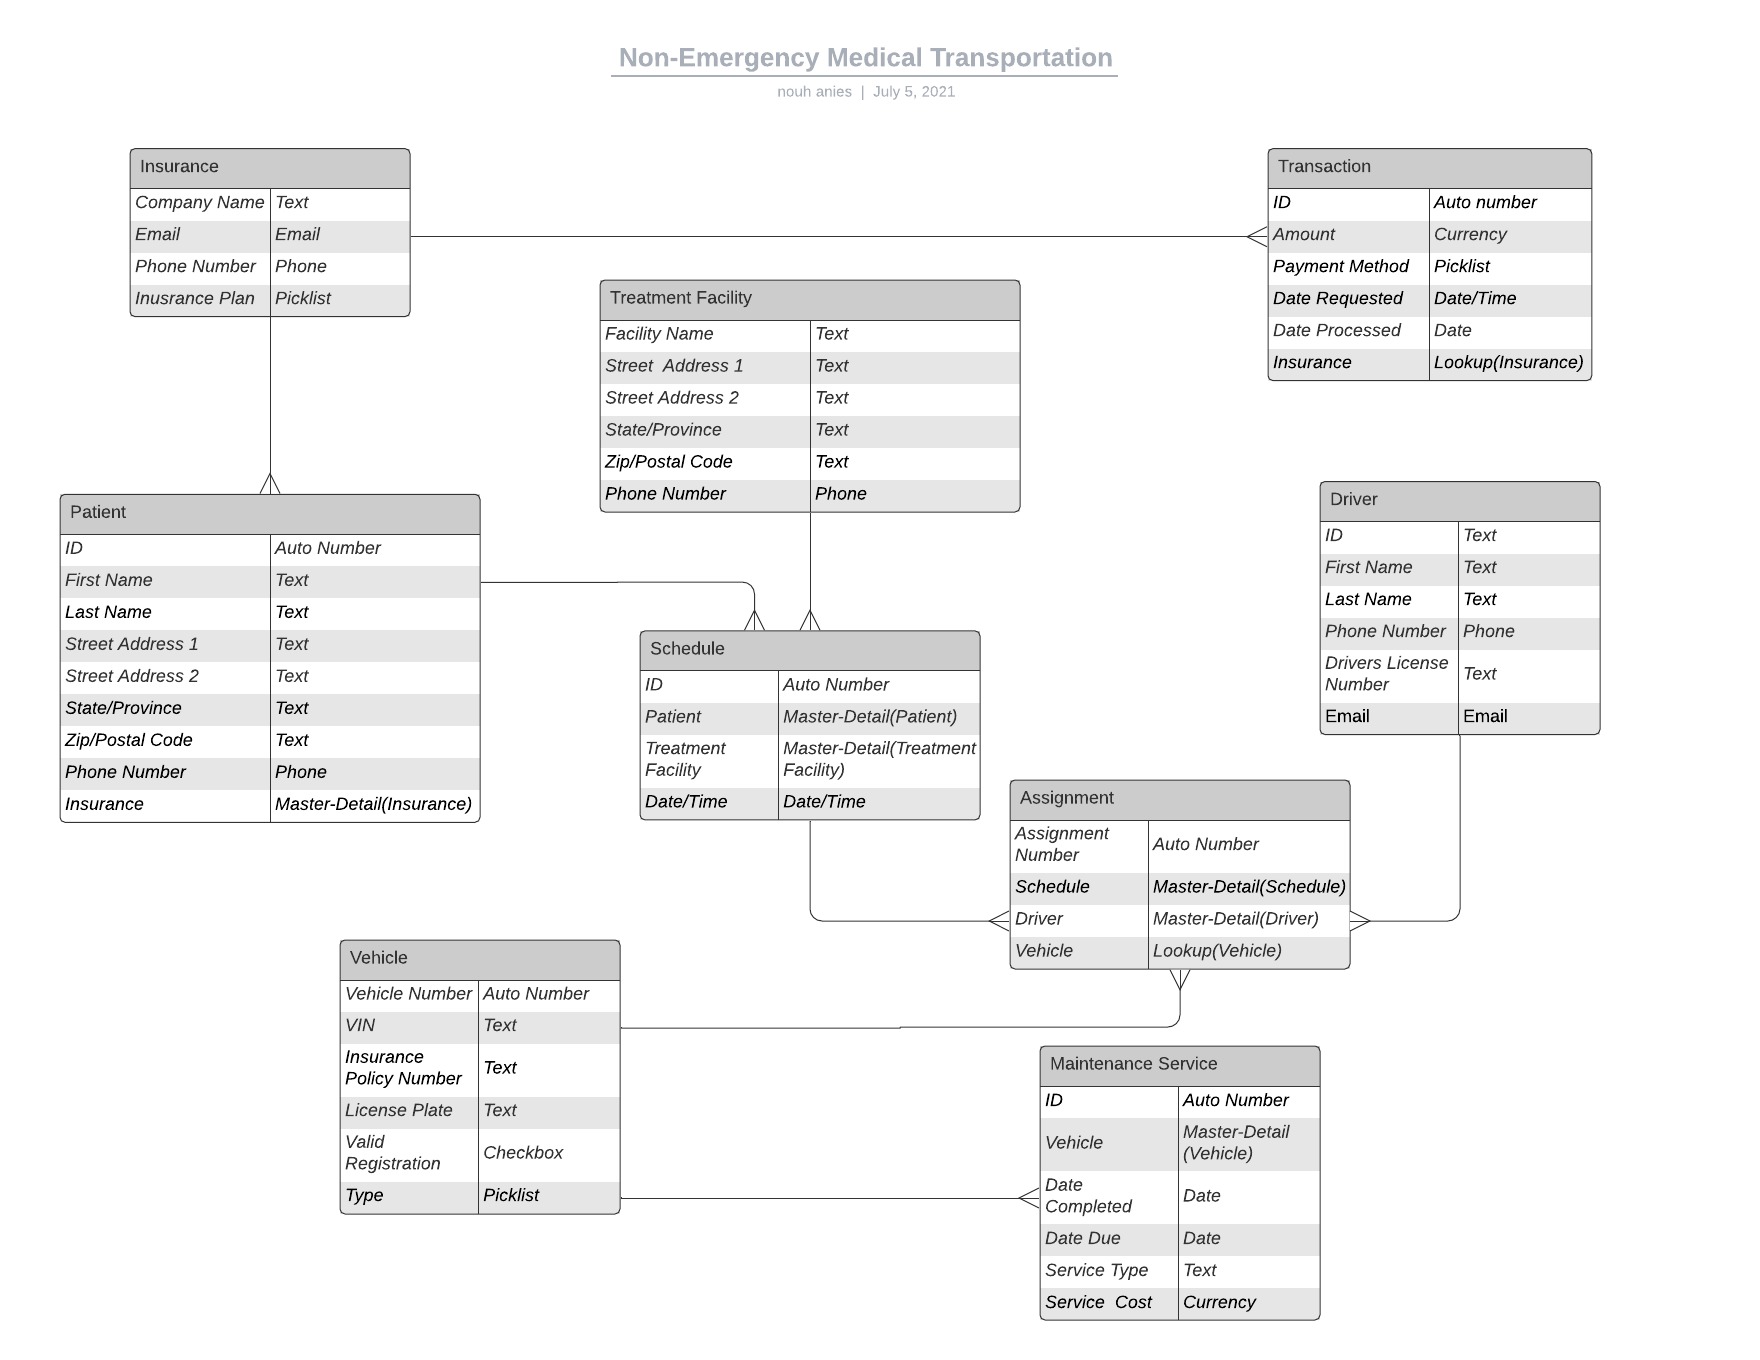 Non-Emergency Medical Transportation
nouh anies | July 5, 2021
Insurance
Company Name Text
Email Email
Phone Number Phone
Inusrance Plan Picklist
Transaction
ID Auto number
Amount Currency
Payment Method Picklist
Date Requested Date/Time
Date Processed Date
Insurance Lookup(Insurance)
Treatment Facility
Facility Name Text
Street Address 1 Text
Street Address 2 Text
State/Province Text
Zip/Postal Code Text
Phone Number Phone
Patient
ID Auto Number
First Name Text
Last Name Text
Street Address 1 Text
Street Address 2 Text
State/Province Text
Zip/Postal Code Text
Phone Number Phone
Insurance Master-Detail(Insurance)
Driver
ID Text
First Name Text
Last Name Text
Phone Number Phone
Drivers License
Number
Text
Email Email
Schedule
ID Auto Number
Patient Master-Detail(Patient)
Treatment
Facility
Master-Detail(Treatment
Facility)
Date/Time Date/Time
Assignment
Assignment
Number
Auto Number
Schedule Master-Detail(Schedule)
Driver Master-Detail(Driver)
Vehicle Lookup(Vehicle)
Vehicle
Vehicle Number Auto Number
VIN Text
Insurance
Policy Number
Text
License Plate Text
Valid
Registration
Checkbox
Type Picklist
Maintenance Service
ID Auto Number
Vehicle
Master-Detail
(Vehicle)
Date
Completed
Date
Date Due Date
Service Type Text
Service Cost Currency